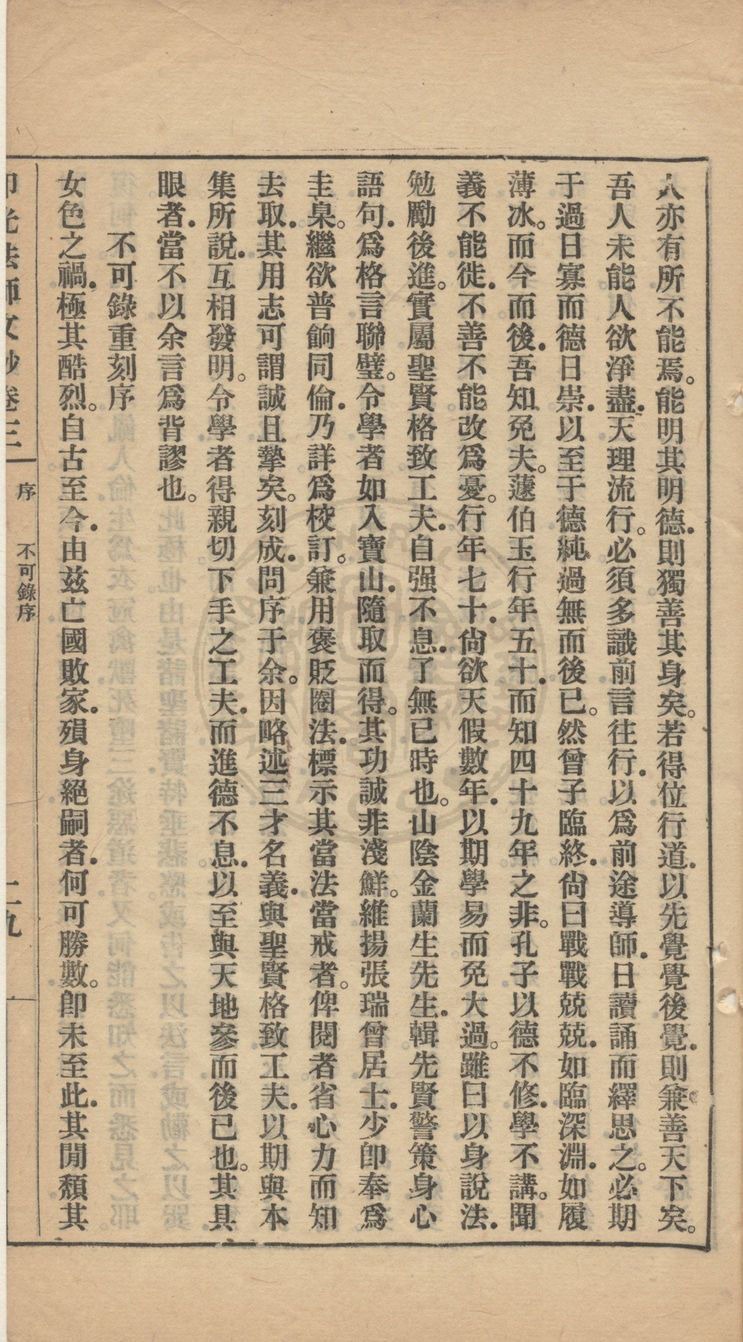 人亦有所不能焉。能明其明德.則獨善其身矣。若得位行道.以先覺覺後覺.則兼善天下矣。
吾人未能人欲淨盡.天理流行。必須多識前言往行.以爲前途導師.日讀誦而繹思之。必期
于過日寡而德日崇.以至于德純過無而後已。然曾子臨終.尙曰戰戰兢兢.如臨深淵.如履
薄冰。而今而後.吾知免夫。蘧伯玉行年五十.而知四十九年之非。孔子以德不修.學不講。聞
義不能徙.不善不能改爲憂。行年七十.尙欲天假數年.以期學易而免大過。雖曰以身說法.
勉勵後進。實屬聖賢格致工夫.自强不息.了無已時也。山陰金蘭生先生.輯先賢警策身心
語句.爲格言聯璧。令學者如入寶山.隨取而得。其功誠非淺鮮。維揚張瑞曾居士.少卽奉爲
圭臬。繼欲普餉同倫.乃詳爲校訂。兼用褒貶圈法.標示其當法當戒者。俾閱者省心力而知
去取.其用志可謂誠且摯矣。刻成.問序于余。因略述三才名義.與聖賢格致工夫.以期與本
集所說.互相發明。令學者得親切下手之工夫.而進德不息.以至與天地參而後已也。其具
眼者.當不以余言爲背謬也。
不可錄重刻序
女色之禍.極其酷烈。自古至今.由茲亡國敗家.殞身絕嗣者.何可勝數。卽未至此.其間頹其
印光法師文鈔卷三 序 不可錄序 二九